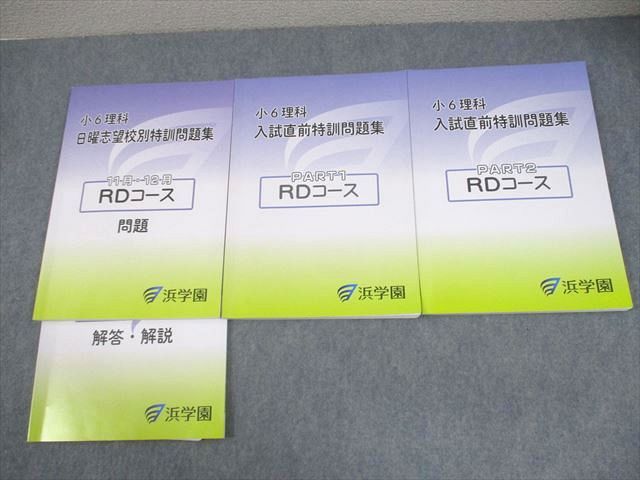 小6理科
日曜志望校別特訓問題集
11月~12月
RDコース
問題
浜学園
小6理科
入試直前特訓問題集
PART1
RDコース
浜学園
小6理科
入試直前特訓問題集
PART2
RDコース
浜学園
解答・解説
浜学園